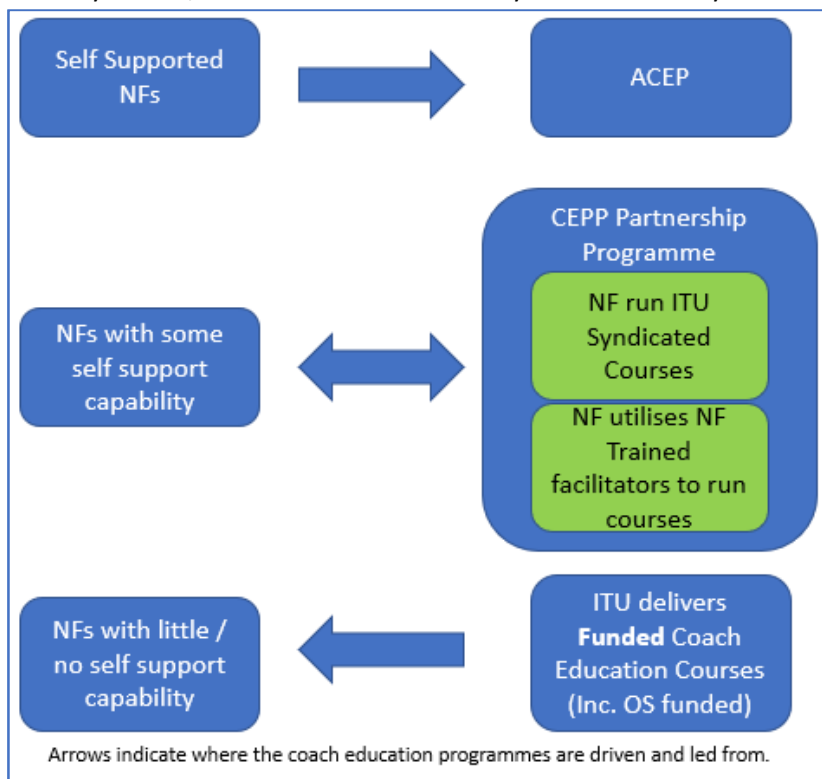 Self Supported
NFs
ACEP
CEPP Partnership
Programme
NF run ITU
Syndicated
Courses
NFs with some
self support
capability
NF utilises NF
Trained
facilitators to run
courses
NFs with little /
no self support
capability
ITU delivers
Funded Coach
Education Courses
(Inc. OS funded)
Arrows indicate where the coach education programmes are driven and led from.